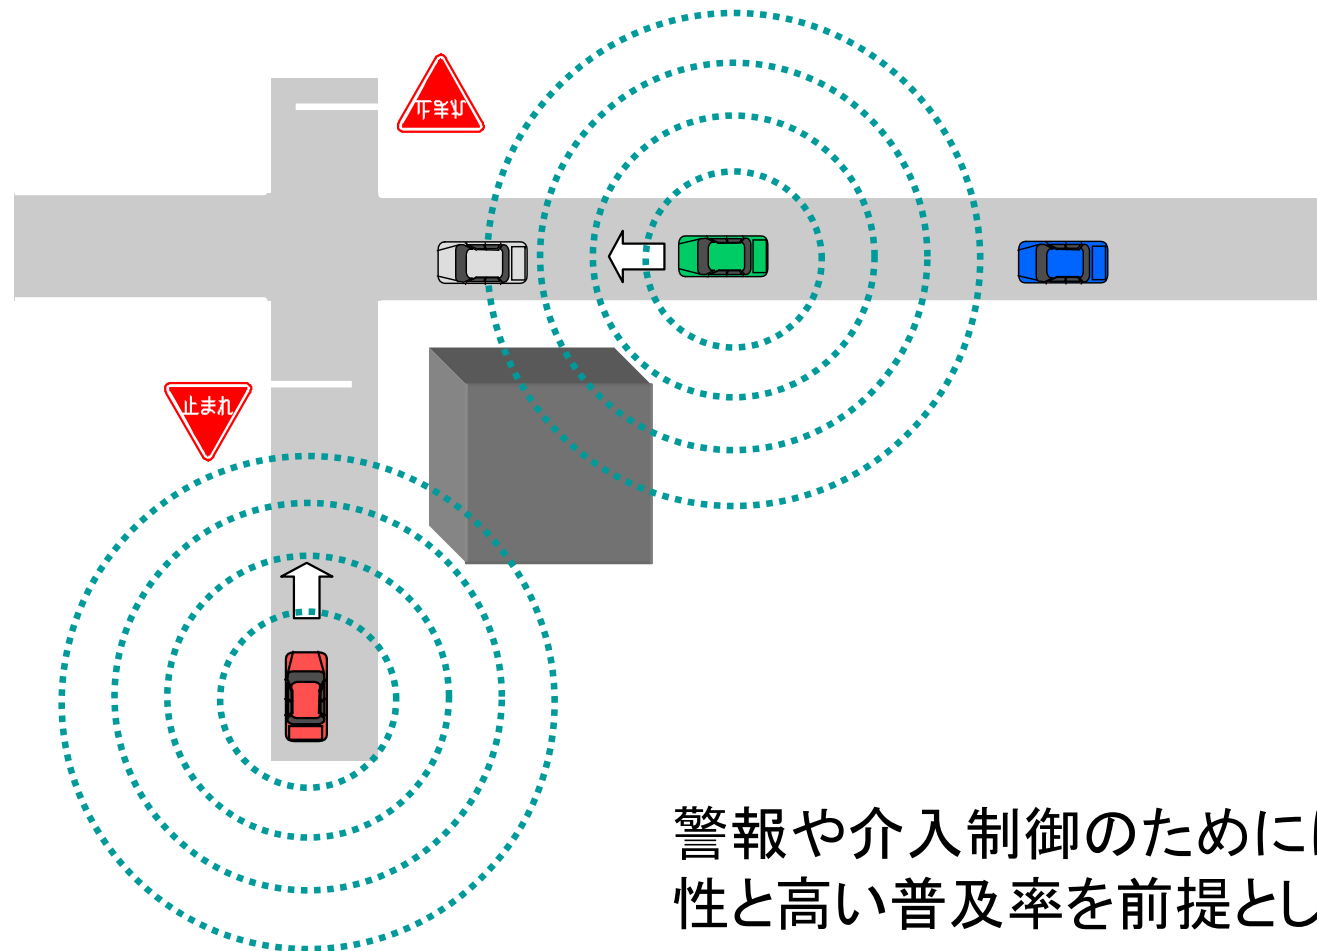 止まれ
止まれ
警報や介入制御のために
性と高い普及率を前提とし